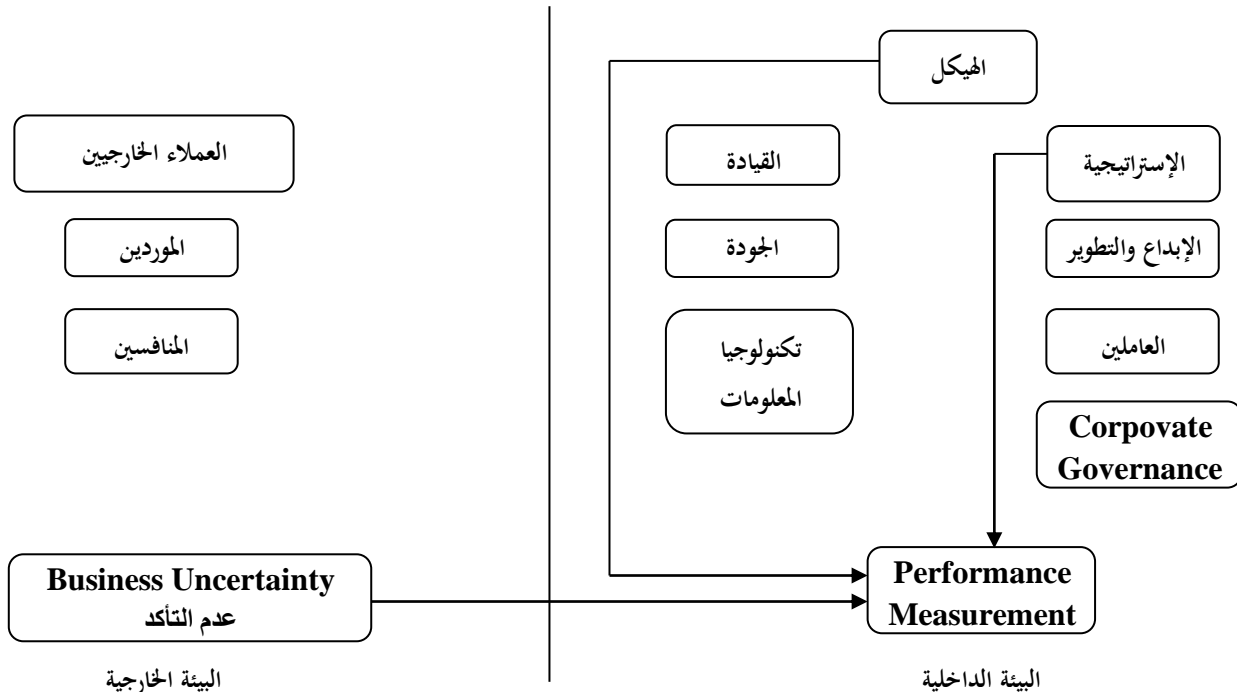 الهيكل
القيادة
الإستراتيجية
الجودة
الإبداع والتطوير
تكنولوجيا
المعلومات
العاملين
Corpovate
Governance
Performance
Measurement
البيئة الداخلية
العملاء الخارجيين
الموردين
المنافسين
Business Uncertainty
عدم التأكد
البيئة الخارجية